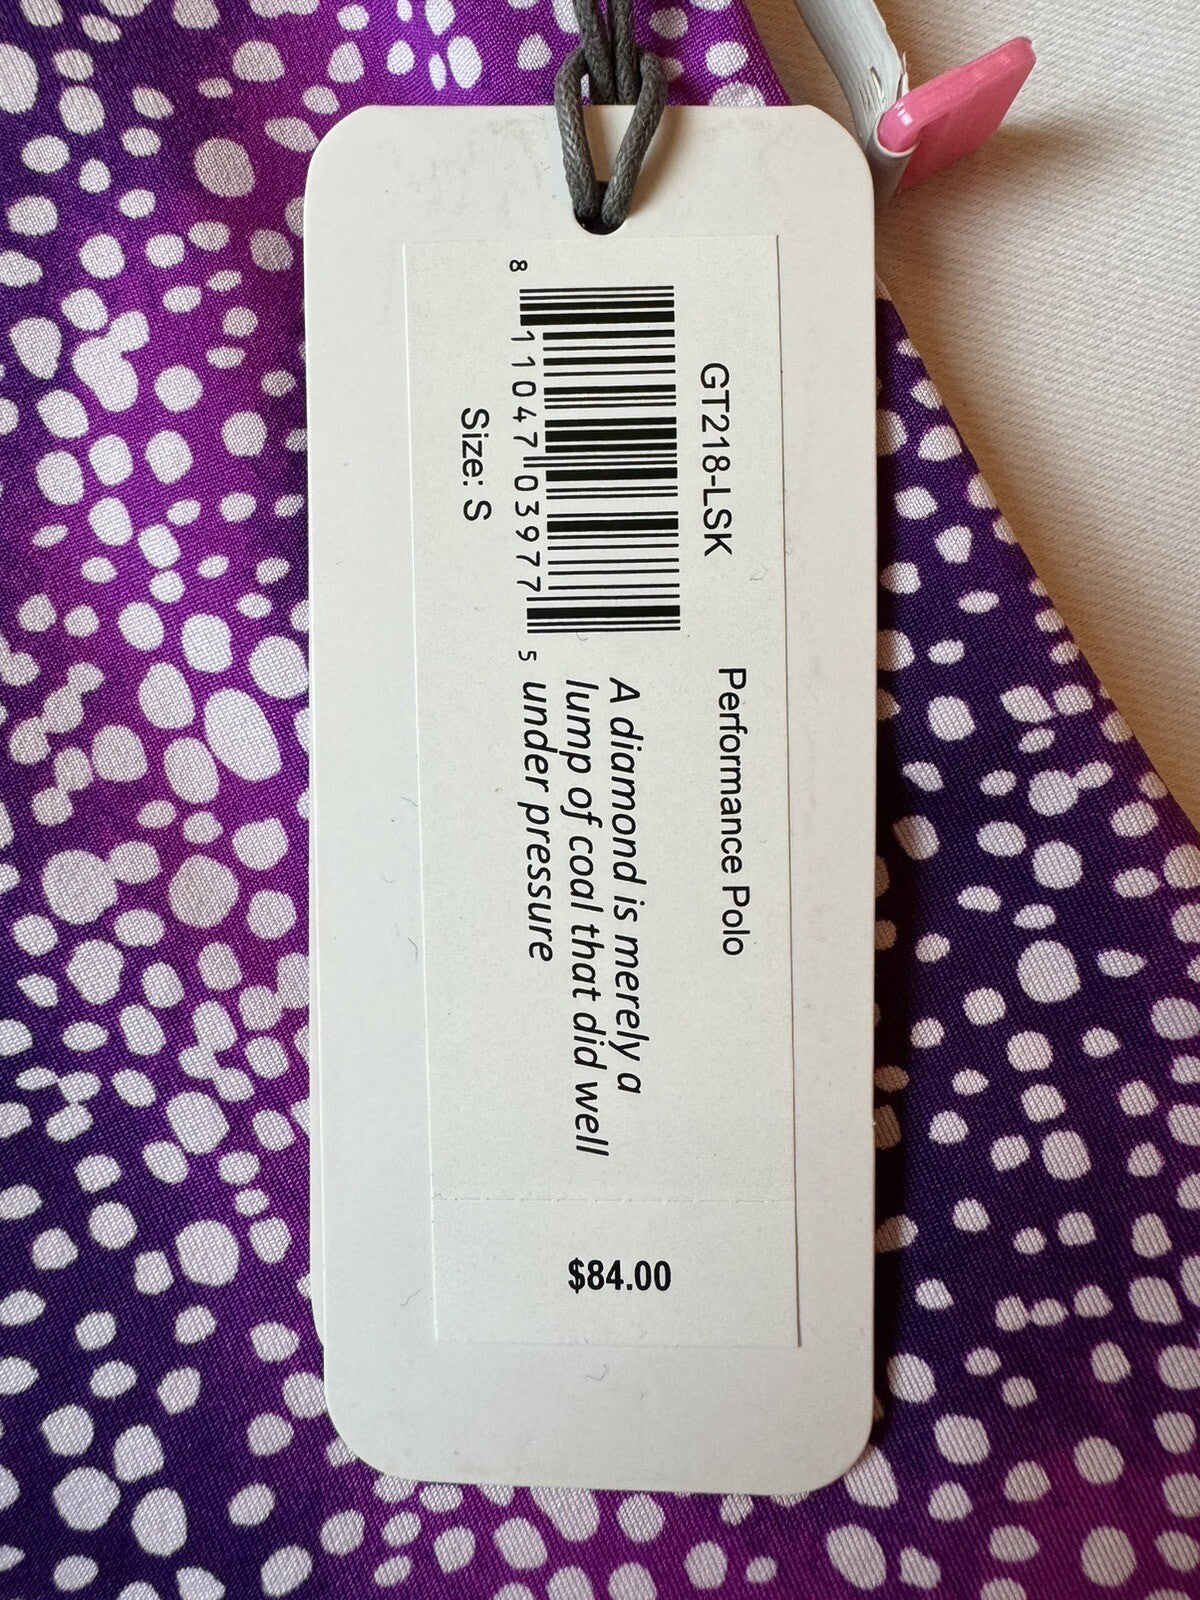 GT218-LSK Performance Polo
8 11047 03977 5
Size: S
A diamond is merely a
lump of coal that did well
under pressure
$84.00